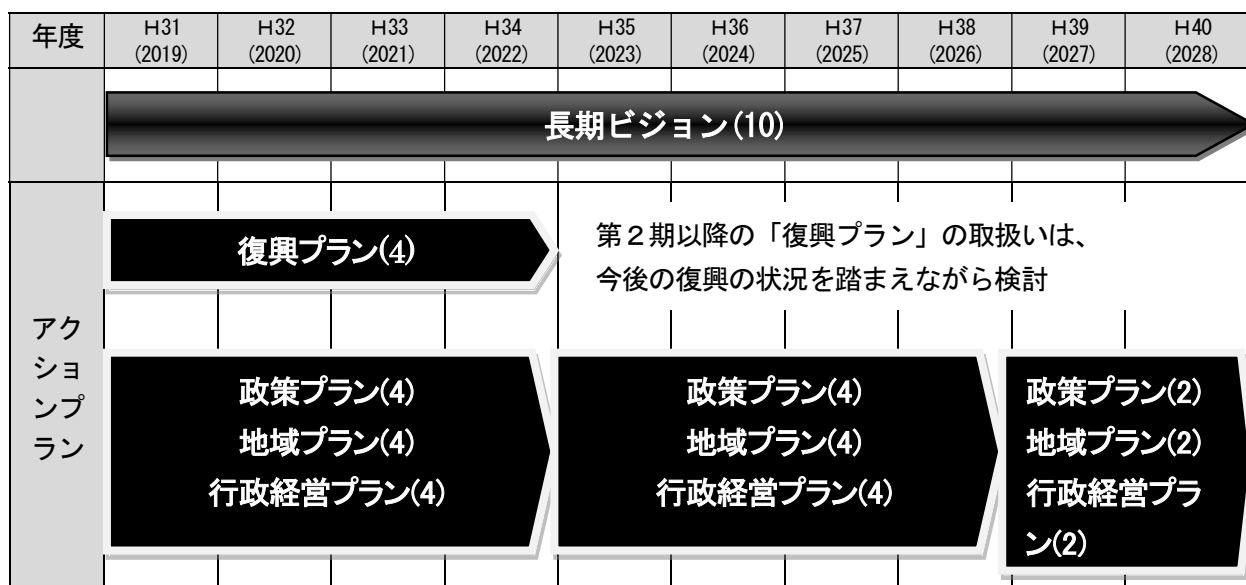 年度
H31
(2019)
H32
(2020)
H33
(2021)
H34
(2022)
H35
(2023)
H36
(2024)
H37
(2025)
H38
(2026)
H39
(2027)
H40
(2028)
長期ビジョン(10)
アク
ショ
ンプ
ラン
復興プラン(4)
第2期以降の「復興プラン」の取扱いは、
今後の復興の状況を踏まえながら検討
政策プラン(4)
地域プラン(4)
行政経営プラン(4)
政策プラン(4)
地域プラン(4)
行政経営プラン(4)
政策プラン(2)
地域プラン(2)
行政経営プラ
ン(2)